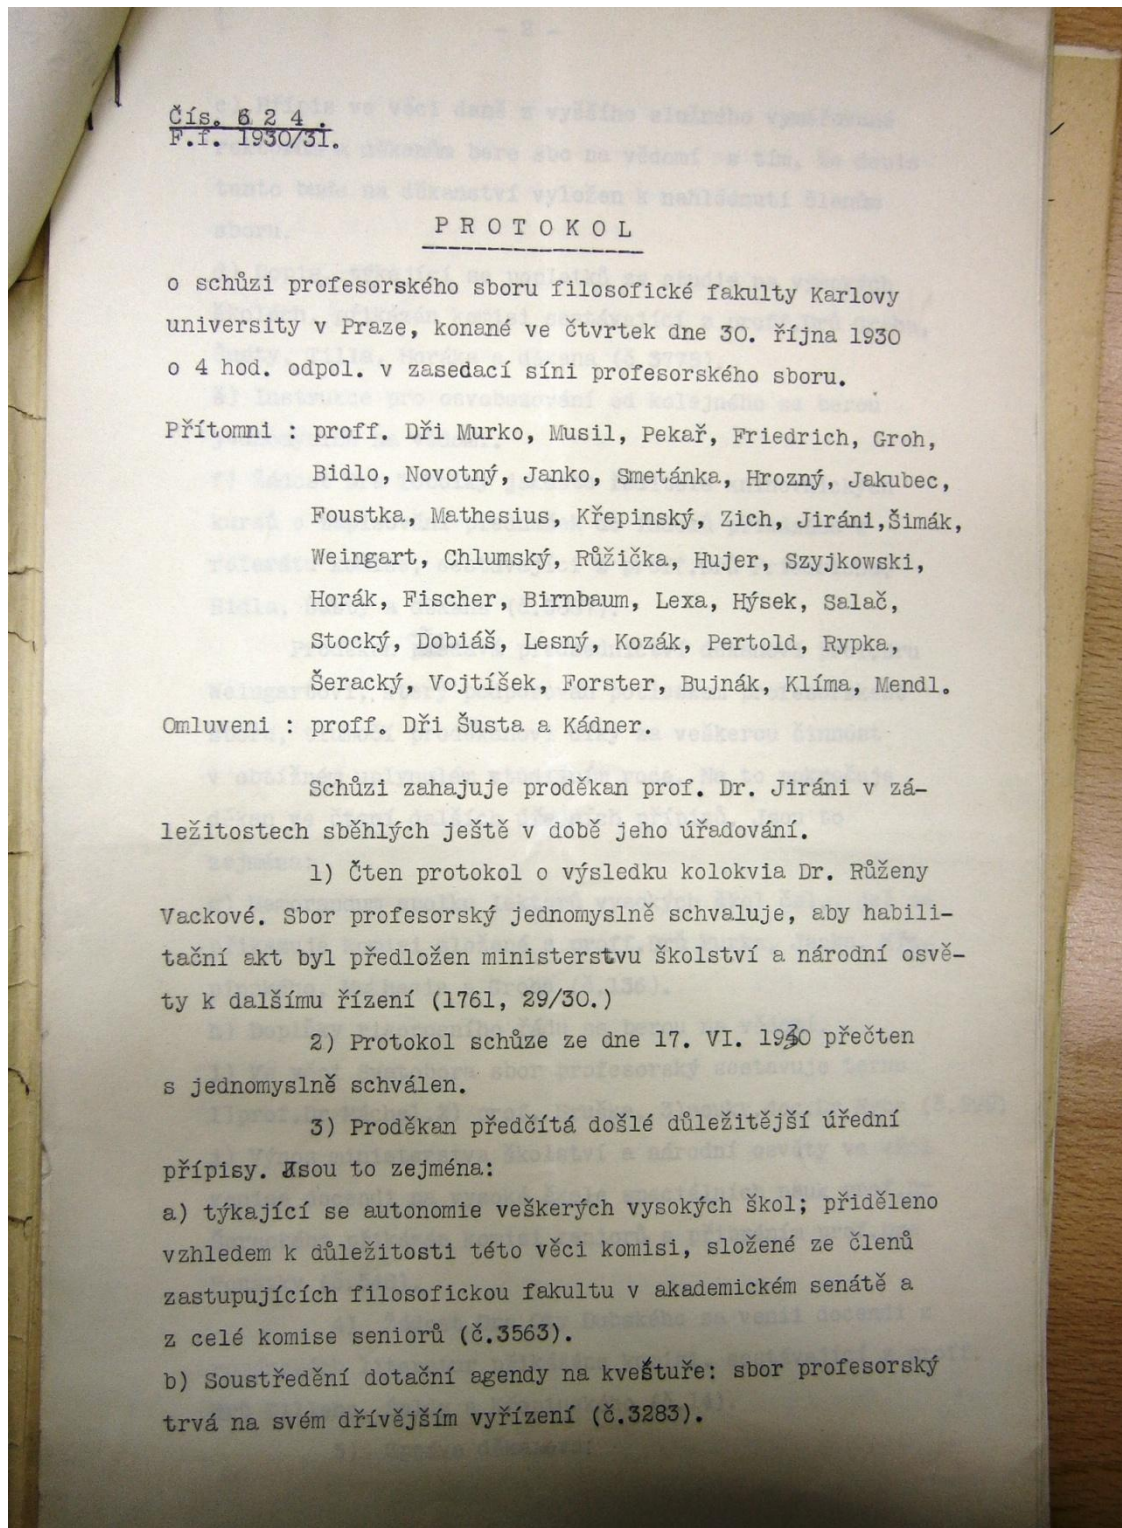 Čís. 6 2 4 .
F.f. 1930/31.
P R O T O K O L
o schůzi profesorského sboru filosofické fakulty Karlovy
university v Praze, konané ve čtvrtek dne 30. října 1930
o 4 hod. odpol. v zasedací síni profesorského sboru.
Přítomni : proff. Dři Murko, Musil, Pekař, Friedrich, Groh,
Bidlo, Novotný, Janko, Smetánka, Hrozný, Jakubec,
Foustka, Mathesius, Křepinský, Zich, Jiráni,Šimák,
Weingart, Chlumský, Růžička, Hujer, Szyjkowski,
Horák, Fischer, Birnbaum, Lexa, Hýsek, Salač,
Stocký, Dobiáš, Lesný, Kozák, Pertold, Rypka,
Šeracký, Vojtíšek, Forster, Bujnák, Klíma, Mendl.
Omluveni : proff. Dři Šusta a Kádner.
Schůzi zahajuje proděkan prof. Dr. Jiráni v zá-
ležitostech sběhlých ještě v době jeho úřadování.
1) Čten protokol o výsledku kolokvia Dr. Růženy
Vackové. Sbor profesorský jednomyslně schvaluje, aby habili-
tační akt byl předložen ministerstvu školství a národní osvě-
ty k dalšímu řízení (1761, 29/30.)
2) Protokol schůze ze dne 17. VI. 1930 přečten
s jednomyslně schválen.
3) Proděkan předčítá došlé důležitější úřední
přípisy. Jsou to zejména:
a) týkající se autonomie veškerých vysokých škol; přiděleno
vzhledem k důležitosti této věci komisi, složené ze členů
zastupujících filosofickou fakultu v akademickém senátě a
z celé komise seniorů (č.3563).
b) Soustředění dotační agendy na kvestuře: sbor profesorský
trvá na svém dřívějším vyřízení (č.3283).